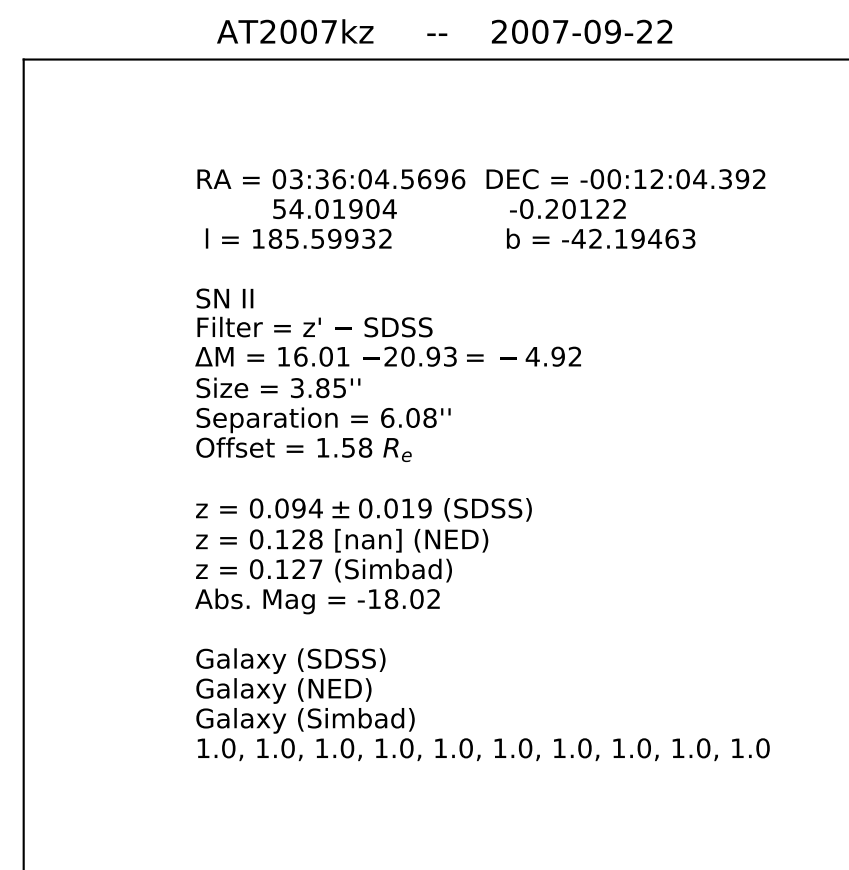 AT2007kz -- 2007-09-22
RA = 03:36:04.5696 DEC = -00:12:04.392
54.01904 -0.20122
l = 185.59932 b = -42.19463
SN II
Filter = z' − SDSS
ΔM = 16.01 −20.93 = − 4.92
Size = 3.85''
Separation = 6.08''
Offset = 1.58 Re
z = 0.094 ± 0.019 (SDSS)
z = 0.128 [nan] (NED)
z = 0.127 (Simbad)
Abs. Mag = -18.02
Galaxy (SDSS)
Galaxy (NED)
Galaxy (Simbad)
1.0, 1.0, 1.0, 1.0, 1.0, 1.0, 1.0, 1.0, 1.0, 1.0